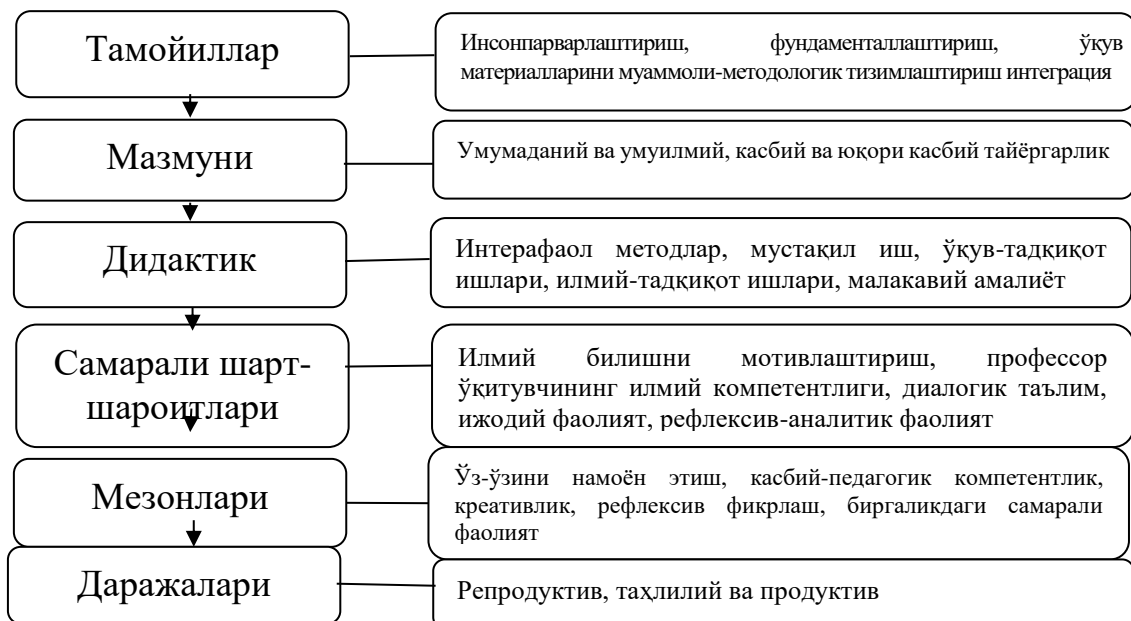 Тамойиллар
Инсонпарварлаштириш, фундаменталлаштириш, ўқув
материалларини муаммоли-методологик тизимлаштириш интеграция
Мазмуни
Умумаданий ва умуилмий, касбий ва юқори касбий тайёргарлик
Дидактик
Интерафаол методлар, мустақил иш, ўқув-тадқиқот
ишлари, илмий-тадқиқот ишлари, малакавий амалиёт
Самарали шарт-
шароитлари
Илмий билишни мотивлаштириш, профессор
ўқитувчининг илмий компетентлиги, диалогик таълим,
ижодий фаолият, рефлексив-аналитик фаолият
Мезонлари
Ўз-ўзини намоён этиш, касбий-педагогик компетентлик,
креативлик, рефлексив фикрлаш, биргаликдаги самарали
фаолият
Даражалари
Репродуктив, таҳлилий ва продуктив